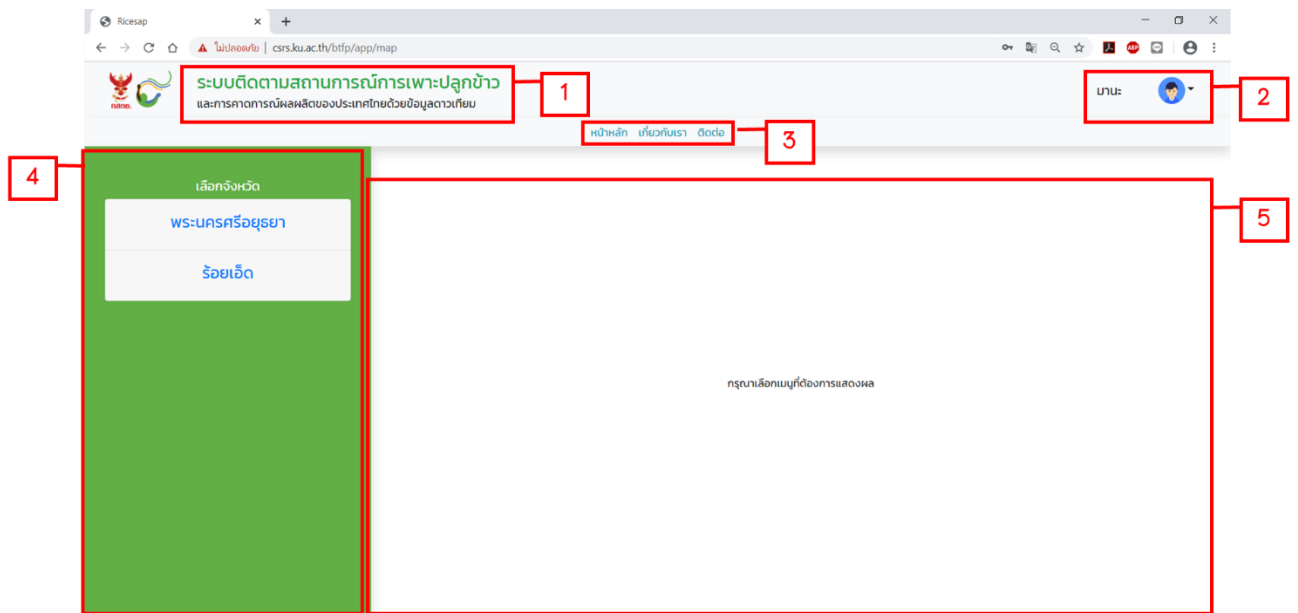 Ricesap
ไม่ปลอดภัย | csrs.ku.ac.th/btfp/app/map
ABP
กสทช.
ระบบติดตามสถานการณ์การเพาะปลูกข้าว
และการคาดการณ์ผลผลิตของประเทศไทยด้วยข้อมูลดาวเทียม
1
มานะ
2
หน้าหลัก เกี่ยวกับเรา ติดต่อ
3
4
เลือกจังหวัด
พระนครศรีอยุธยา
ร้อยเอ็ด
5
กรุณาเลือกเมนูที่ต้องการแสดงผล